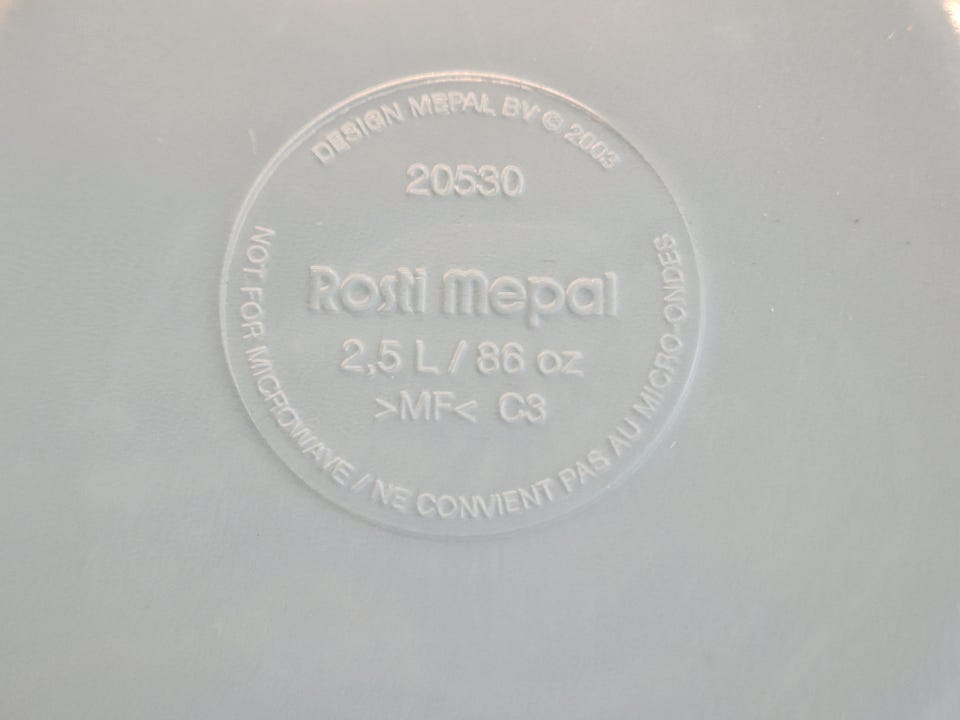 DESIGN MEPAL BV © 2003
20530
Rosti Mepal
2,5 L / 86 oz
>MF< C3
NOT FOR MICROWAVE / NE CONVIENT PAS AU MICRO-ONDES